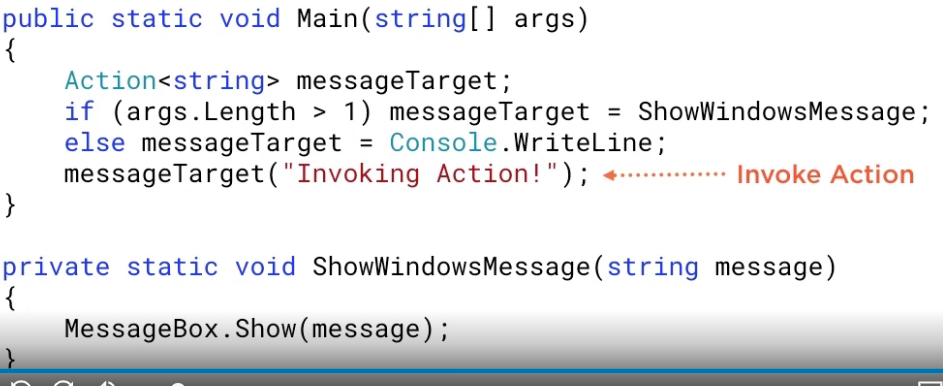 public static void Main(string[] args)
{
    Action<string> messageTarget;
    if (args.Length > 1) messageTarget = ShowWindowsMessage;
    else messageTarget = Console.WriteLine;
    messageTarget("Invoking Action!"); Invoke Action
}

private static void ShowWindowsMessage(string message)
{
    MessageBox.Show(message);
}